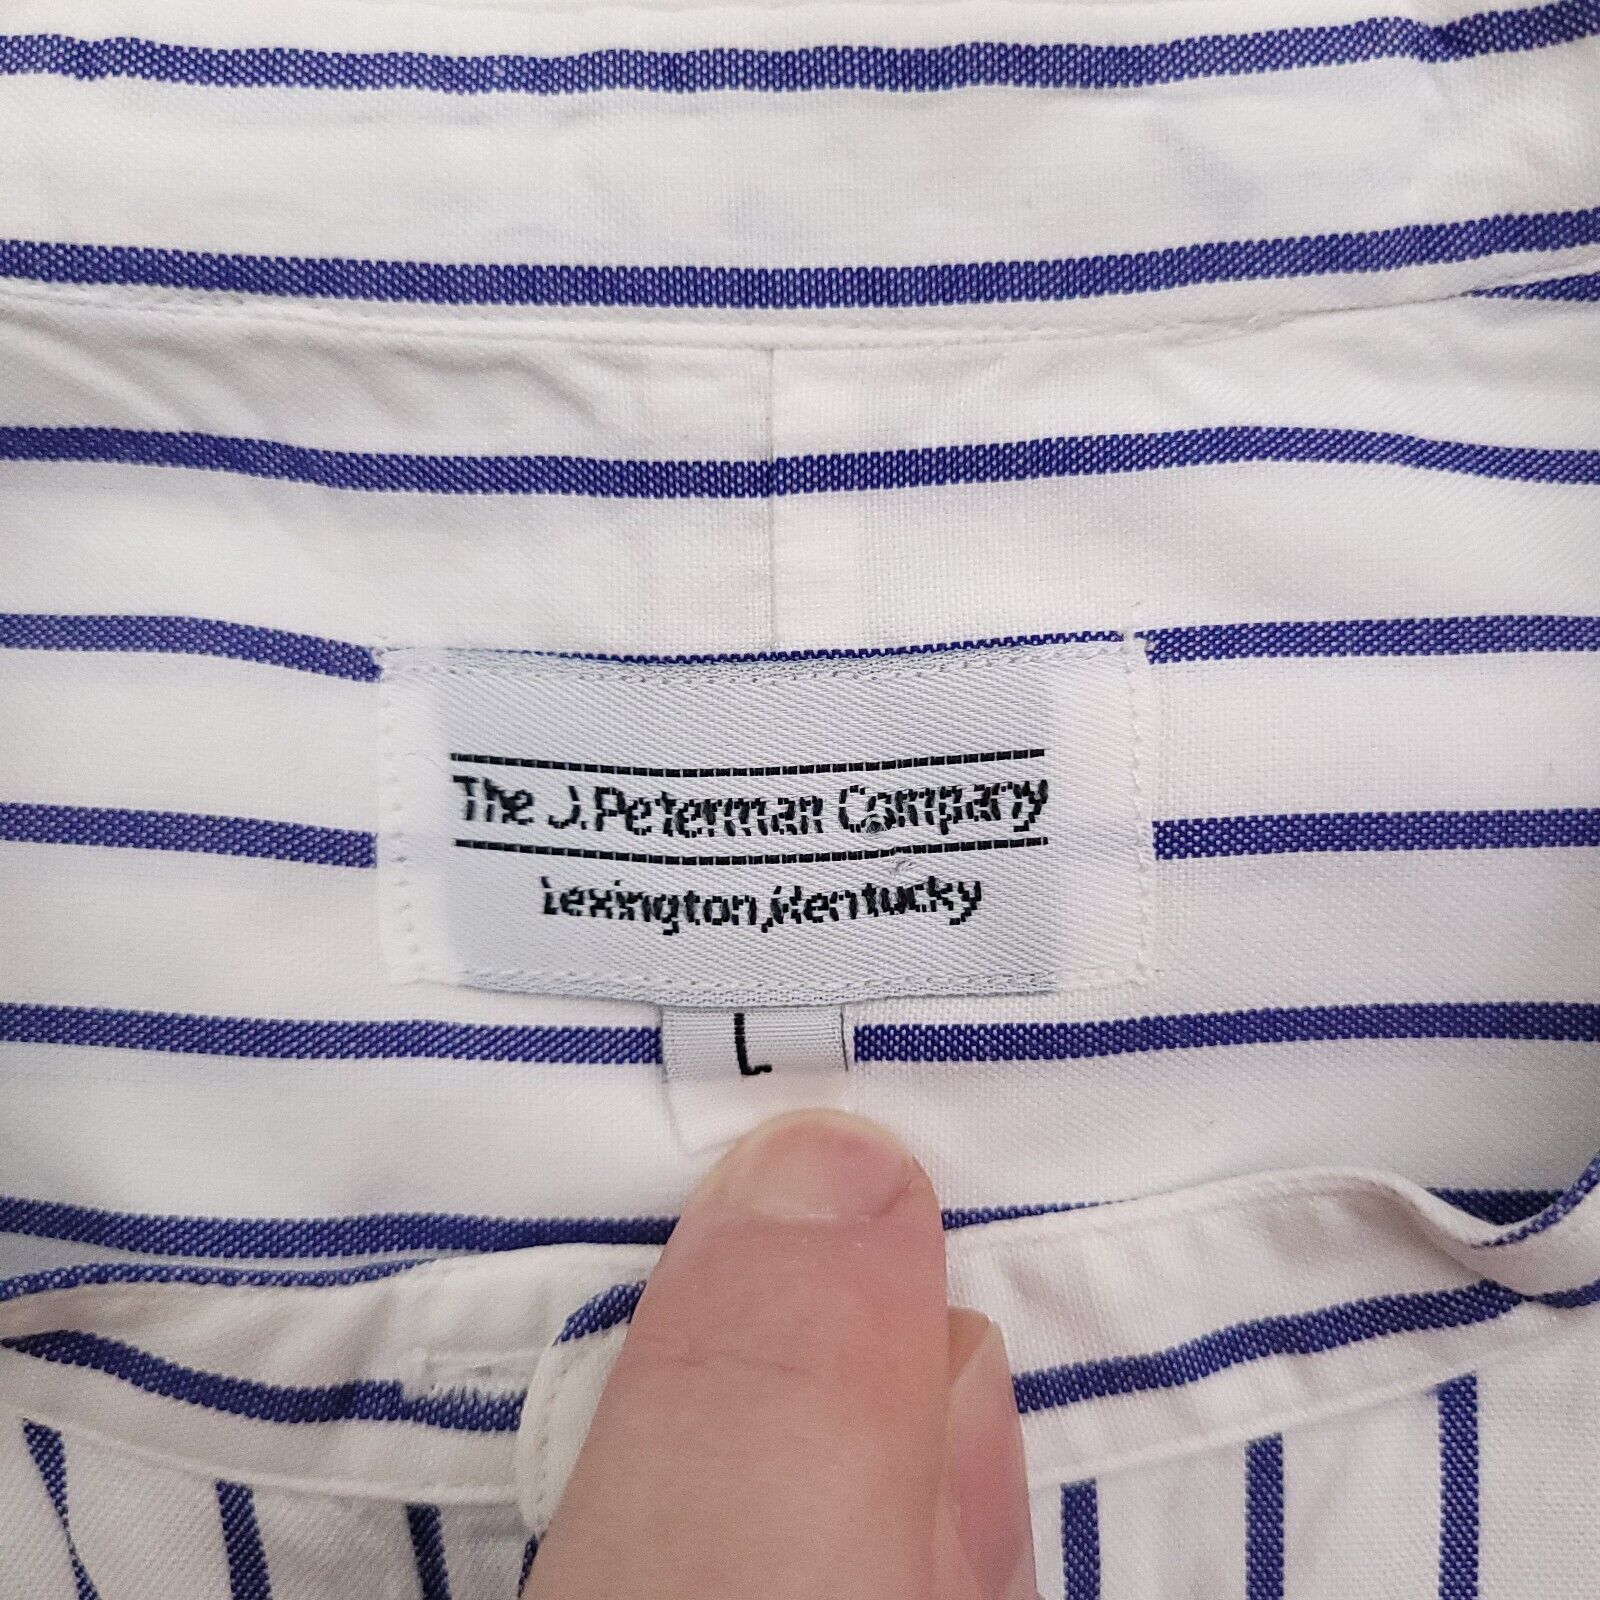 The J. Peterman Company
Lexington, Kentucky
L